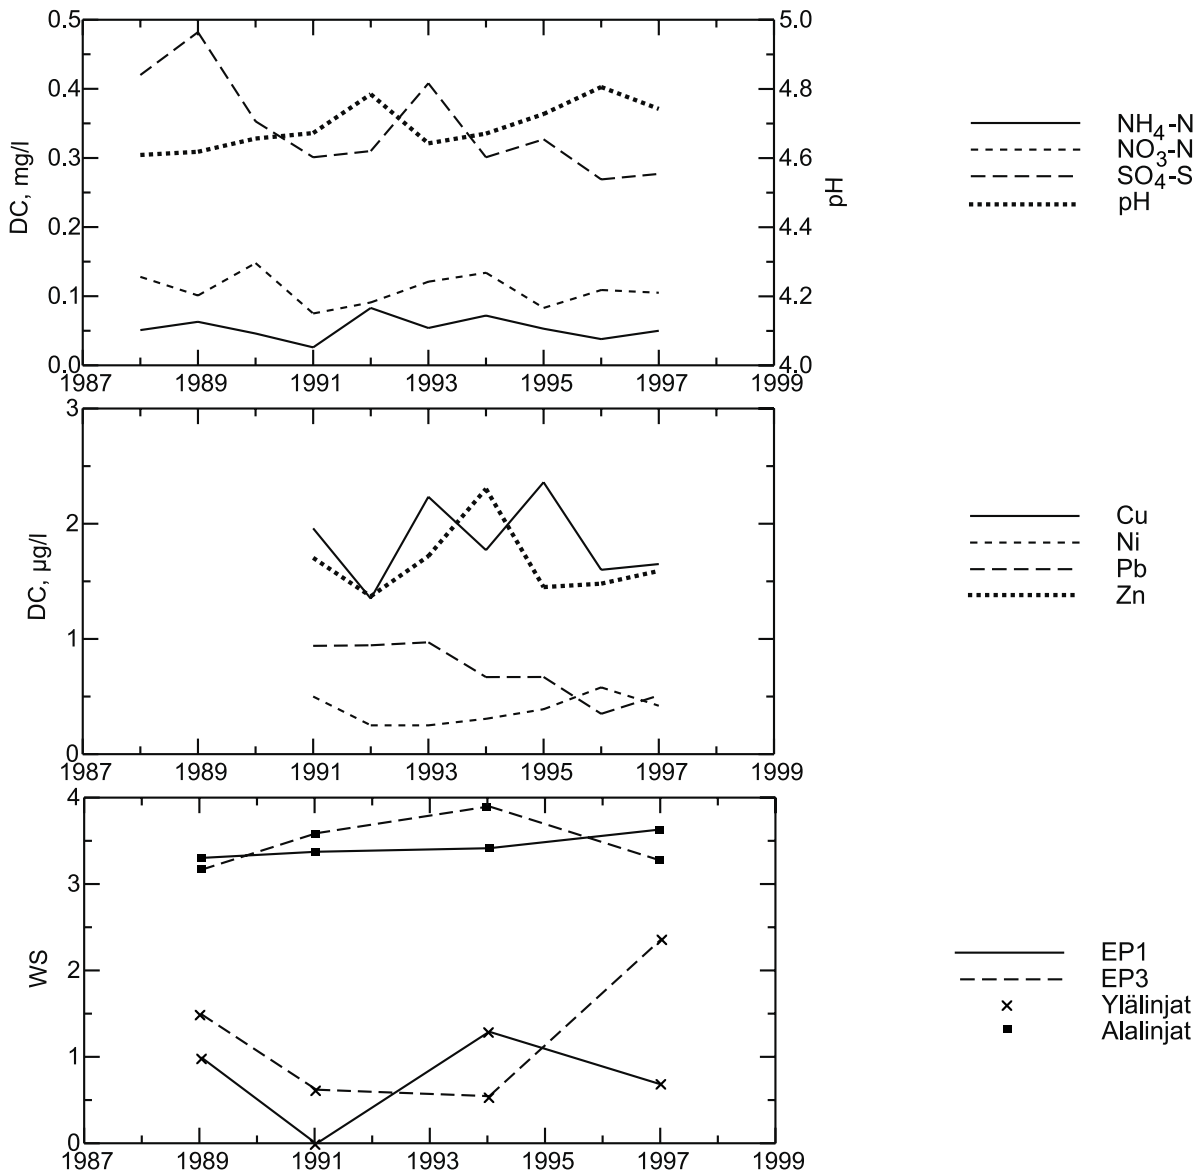 0.5
0.4
0.3
0.2
0.1
0.0
DC, mg/l
5.0
4.8
4.6
4.4
4.2
4.0
pH
1987 1989 1991 1993 1995 1997 1999
NH4-N
NO3-N
SO4-S
pH
3
2
1
0
DC, µg/l
1987 1989 1991 1993 1995 1997 1999
Cu
Ni
Pb
Zn
4
3
2
1
0
WS
1987 1989 1991 1993 1995 1997 1999
EP1
EP3
Ylälinjat
Alalinjat